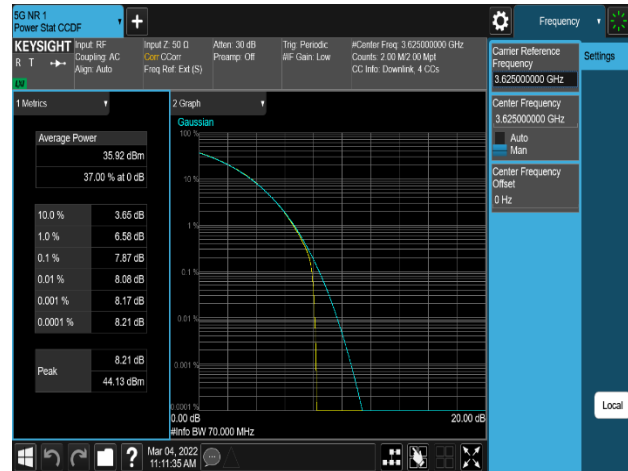 5G NR 1
Power Stat CCDF
Frequency
KEYSIGHT
R T
Input: RF
Coupling: AC
Align: Auto
Input Z: 50 Ω
Corr CCorr
Freq Ref: Ext (S)
Atten: 30 dB
Preamp: Off
Trig: Periodic
#IF Gain: Low
#Center Freq: 3.625000000 GHz
Counts: 2.00 M/2.00 Mpt
CC Info: Downlink, 4 CCs
Carrier Reference
Frequency
3.625000000 GHz
Settings
Center Frequency
3.625000000 GHz
Auto
Man
Center Frequency
Offset
0 Hz
Local
1 Metrics
Average Power
35.92 dBm
37.00 % at 0 dB
10.0 % 3.65 dB
1.0 % 6.58 dB
0.1 % 7.87 dB
0.01 % 8.08 dB
0.001 % 8.17 dB
0.0001 % 8.21 dB
Peak 8.21 dB
44.13 dBm
2 Graph
Gaussian
100 %
10 %
1 %
0.1 %
0.01 %
0.001 %
0.0001 %
0.00 dB 20.00 dB
#Info BW 70.000 MHz
?
Mar 04, 2022
11:11:35 AM